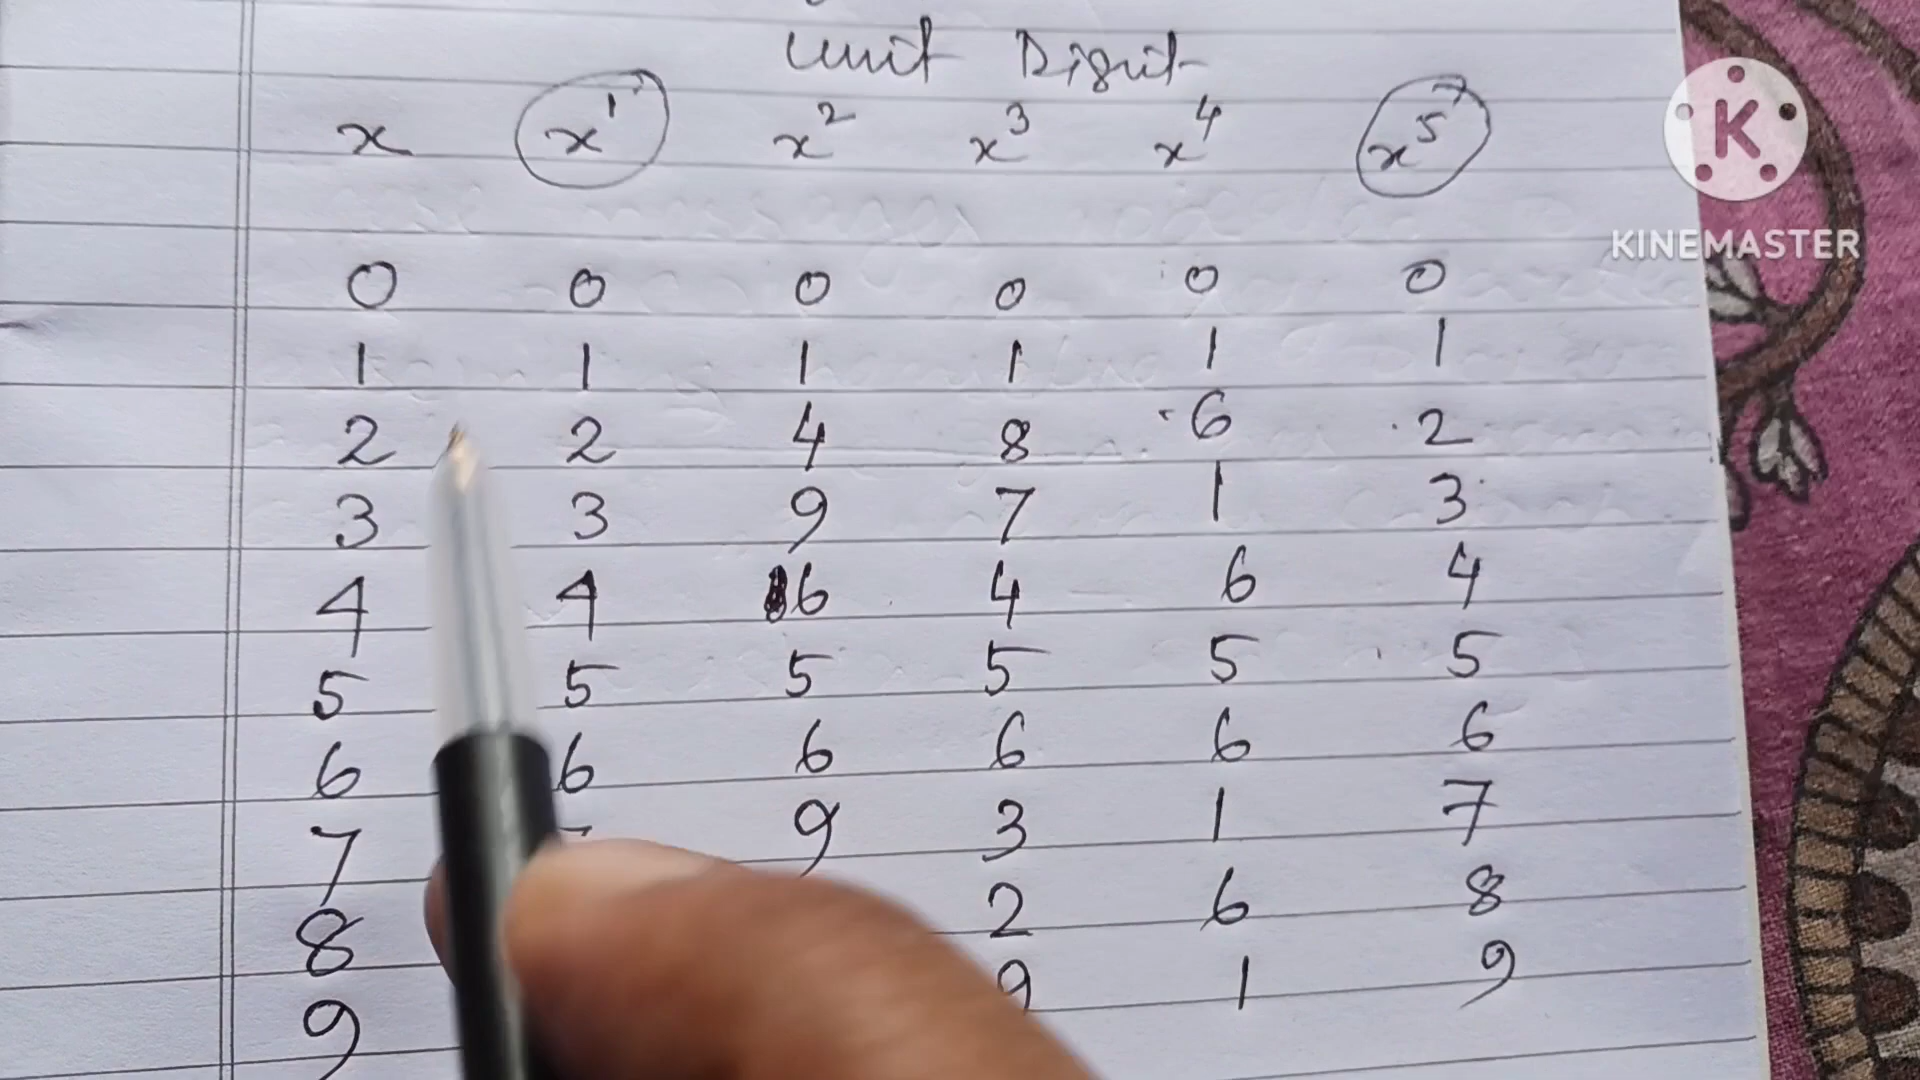 Unit Digit
x x¹ x² x³ x⁴ x⁵
K
KINEMASTER
0 0 0 0 0 0
1 1 1 1 1 1
2 2 4 8 6 2
3 3 9 7 1 3
4 4 6 4 6 4
5 5 5 5 5 5
6 6 6 6 6 6
7 9 3 1 7
8 2 6 8
9 9 1 9